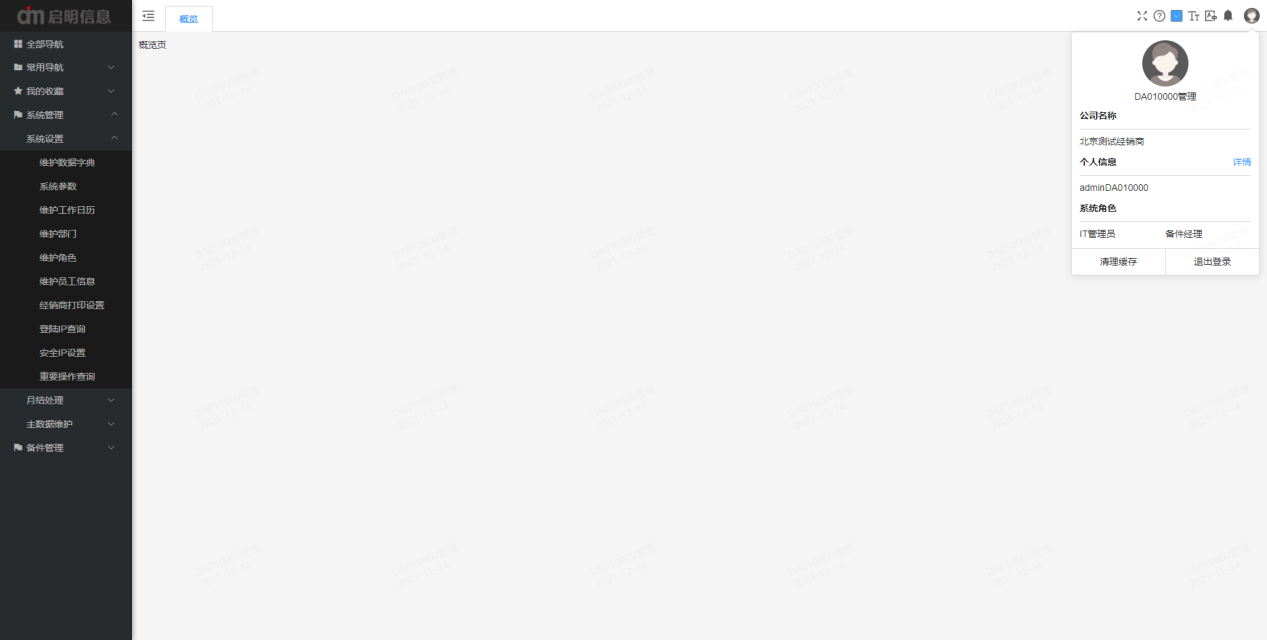 启明信息
概览
全部导航
常用导航
我的收藏
系统管理
系统设置
维护数据字典
系统参数
维护工作日历
维护部门
维护角色
维护员工信息
经销商打印设置
登陆IP查询
安全IP设置
重要操作查询
月结处理
主数据维护
备件管理
概览页
DA010000管理
公司名称
北京测试经销商
个人信息 详情
adminDA010000
系统角色
IT管理员 备件经理
清理缓存 退出登录